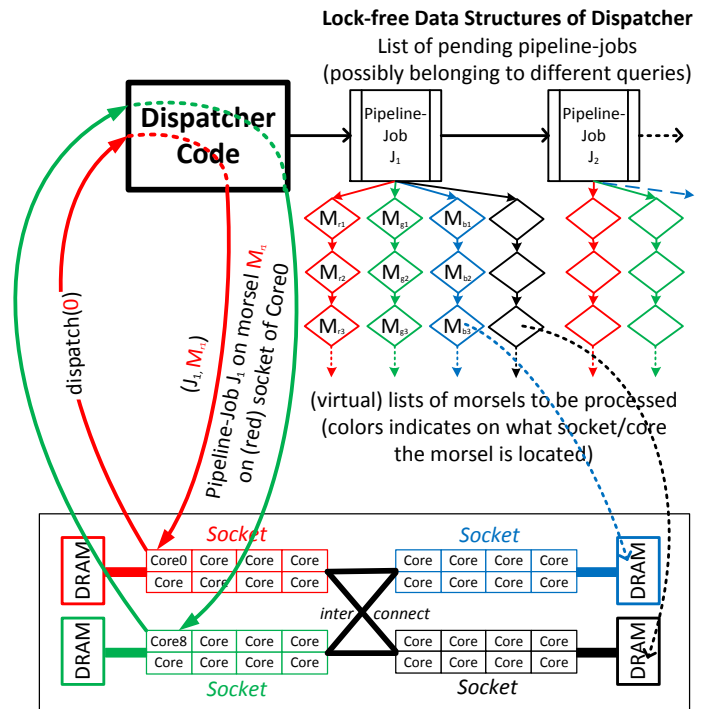 Lock-free Data Structures of Dispatcher
List of pending pipeline-jobs
(possibly belonging to different queries)
Dispatcher
Code
Pipeline-
Job
J1
Pipeline-
Job
J2
Mr1
Mg1
Mb1
Mr2
Mg2
Mb2
Mr3
Mg3
Mb3
dispatch(0)
(J1, Mr1)
Pipeline-Job J1 on morsel Mr1
on (red) socket of Core0
(virtual) lists of morsels to be processed
(colors indicates on what socket/core
the morsel is located)
Socket
Socket
DRAM
Core0 Core Core Core
Core Core Core Core
Core Core Core Core
Core Core Core Core
DRAM
inter connect
DRAM
Core8 Core Core Core
Core Core Core Core
Core Core Core Core
Core Core Core Core
DRAM
Socket
Socket